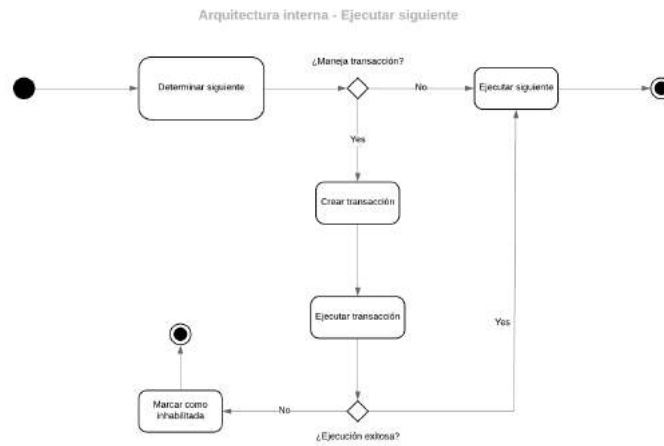 Arquitectura interna - Ejecutar siguiente
¿Maneja transacción?
Determinar siguiente
No
Ejecutar siguiente
Yes
Crear transacción
Ejecutar transacción
Yes
Marcar como
inhabilitada
No
¿Ejecución exitosa?